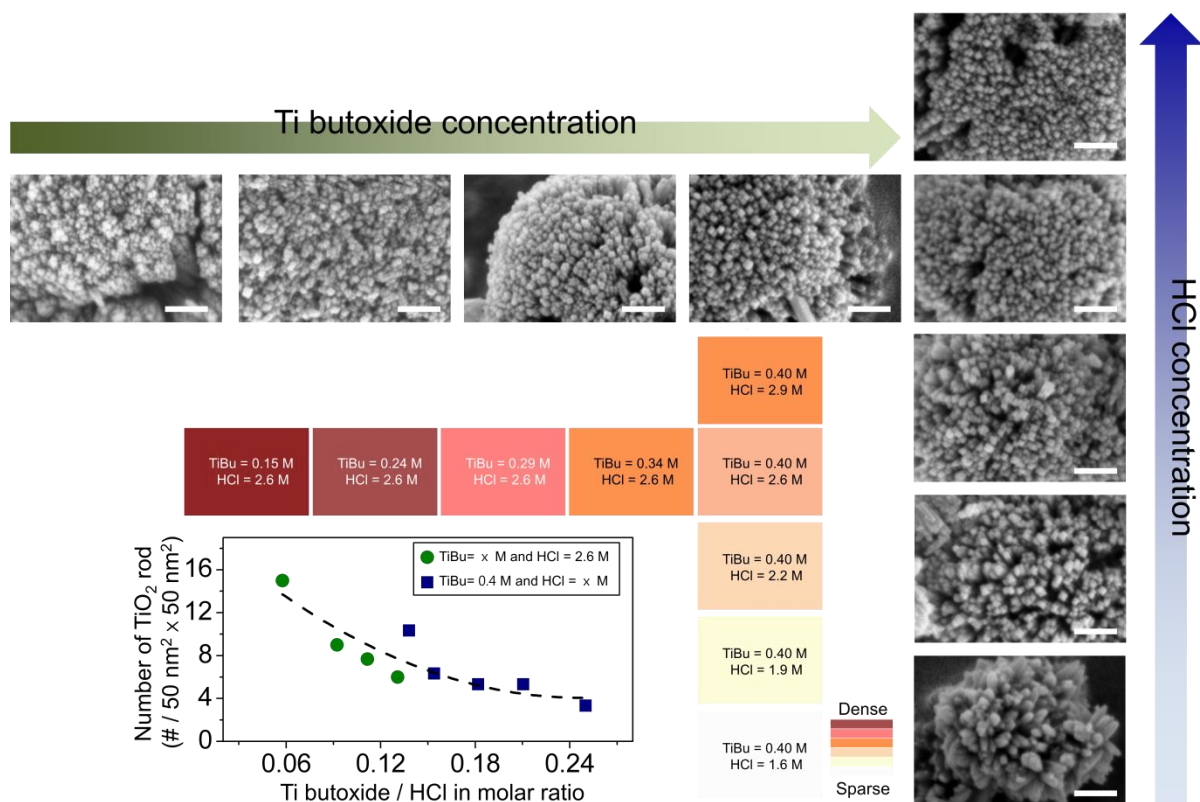 Ti butoxide concentration
HCl concentration
TiBu = 0.40 M
HCl = 2.9 M
TiBu = 0.15 M
HCl = 2.6 M
TiBu = 0.24 M
HCl = 2.6 M
TiBu = 0.29 M
HCl = 2.6 M
TiBu = 0.34 M
HCl = 2.6 M
TiBu = 0.40 M
HCl = 2.6 M
TiBu = 0.40 M
HCl = 2.2 M
TiBu = 0.40 M
HCl = 1.9 M
TiBu = 0.40 M
HCl = 1.6 M
Dense
Sparse
Number of TiO₂ rod
(# / 50 nm² x 50 nm²)
16
12
8
4
0
TiBu= x M and HCl = 2.6 M
TiBu= 0.4 M and HCl = x M
0.06 0.12 0.18 0.24
Ti butoxide / HCl in molar ratio